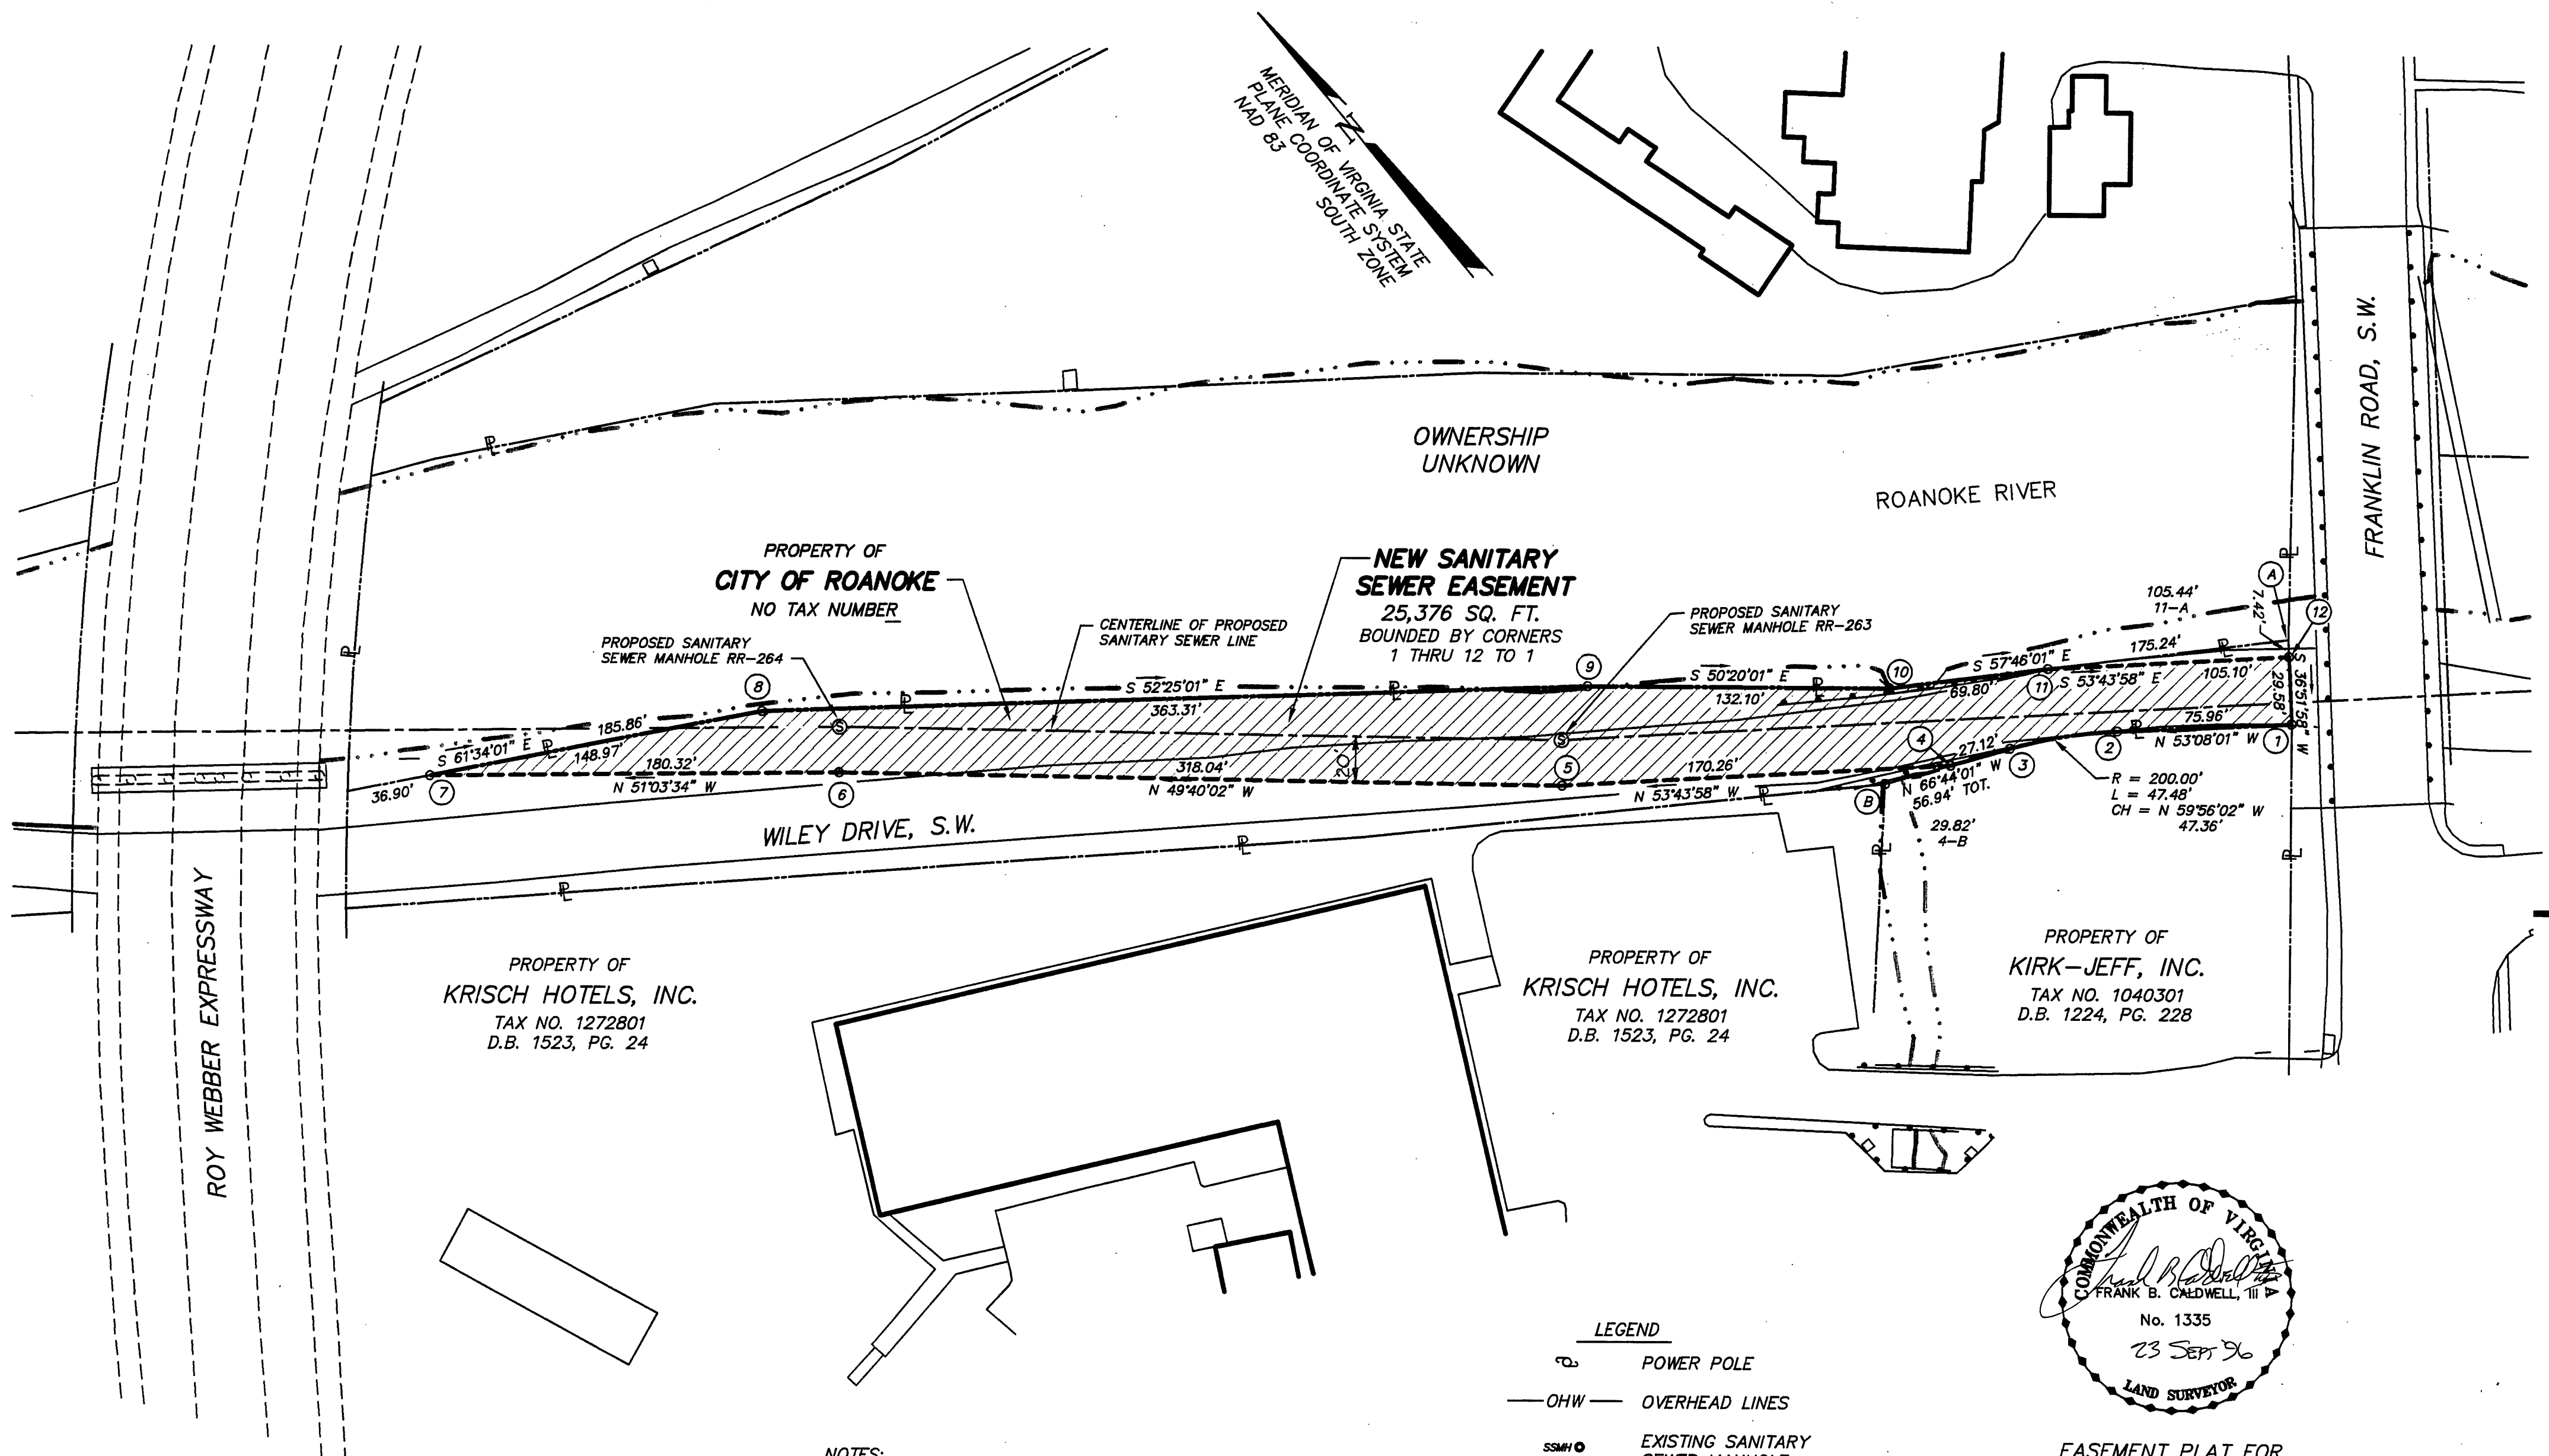 MERIDIAN OF VIRGINIA STATE
PLANE COORDINATE SYSTEM
SOUTH ZONE
NAD 83
N
OWNERSHIP
UNKNOWN
ROANOKE RIVER
FRANKLIN ROAD, S.W.
PROPERTY OF
CITY OF ROANOKE
NO TAX NUMBER
NEW SANITARY
SEWER EASEMENT
25,376 SQ. FT.
BOUNDED BY CORNERS
1 THRU 12 TO 1
CENTERLINE OF PROPOSED
SANITARY SEWER LINE
PROPOSED SANITARY
SEWER MANHOLE RR-263
PROPOSED SANITARY
SEWER MANHOLE RR-264
105.44'
11-A
7.42'
A
12
8
9
10
11
S 61°34'01" E
185.86'
148.97'
S 52°25'01" E
363.31'
S 50°20'01" E
132.10'
S 57°46'01" E
69.80'
175.24'
S 53°43'58" E
105.10'
S 36°51'58" W
29.58'
S
S
20'
36.90'
7
180.32'
N 51°03'34" W
6
318.04'
N 49°40'02" W
5
170.26'
N 53°43'58" W
B
4
27.12'
N 66°44'01" W
56.94' TOT.
3
2
75.96'
N 53°08'01" W
1
R = 200.00'
L = 47.48'
CH = N 59°56'02" W
47.36'
29.82'
4-B
WILEY DRIVE, S.W.
ROY WEBBER EXPRESSWAY
PROPERTY OF
KRISCH HOTELS, INC.
TAX NO. 1272801
D.B. 1523, PG. 24
PROPERTY OF
KRISCH HOTELS, INC.
TAX NO. 1272801
D.B. 1523, PG. 24
PROPERTY OF
KIRK-JEFF, INC.
TAX NO. 1040301
D.B. 1224, PG. 228
COMMONWEALTH OF VIRGINIA
FRANK B. CALDWELL, III
No. 1335
23 SEPT '96
LAND SURVEYOR
LEGEND
POWER POLE
OHW
OVERHEAD LINES
SSMH
EXISTING SANITARY
SEWER MANHOLE
NOTES:
EASEMENT PLAT FOR